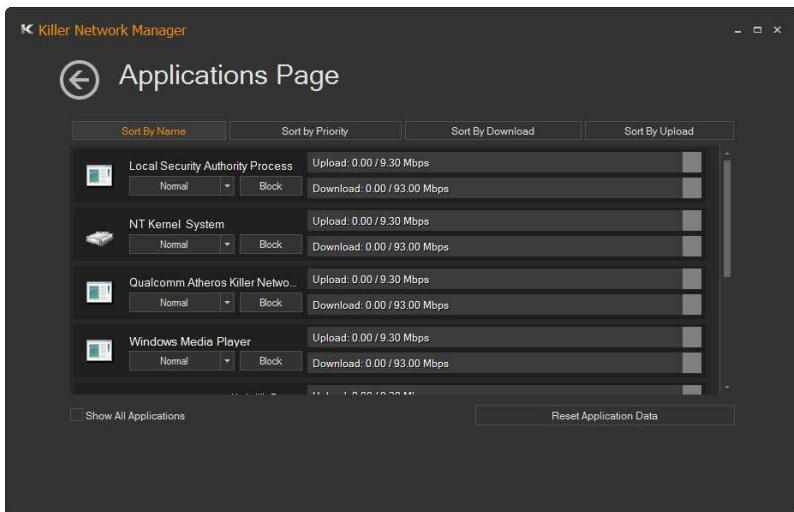 K Killer Network Manager
Applications Page
Sort By Name Sort by Priority Sort By Download Sort By Upload
Local Security Authority Process Upload: 0.00 / 9.30 Mbps
Normal Block Download: 0.00 / 93.00 Mbps
NT Kernel System Upload: 0.00 / 9.30 Mbps
Normal Block Download: 0.00 / 93.00 Mbps
Qualcomm Atheros Killer Netwo... Upload: 0.00 / 9.30 Mbps
Normal Block Download: 0.00 / 93.00 Mbps
Windows Media Player Upload: 0.00 / 9.30 Mbps
Normal Block Download: 0.00 / 93.00 Mbps
Show All Applications Reset Application Data